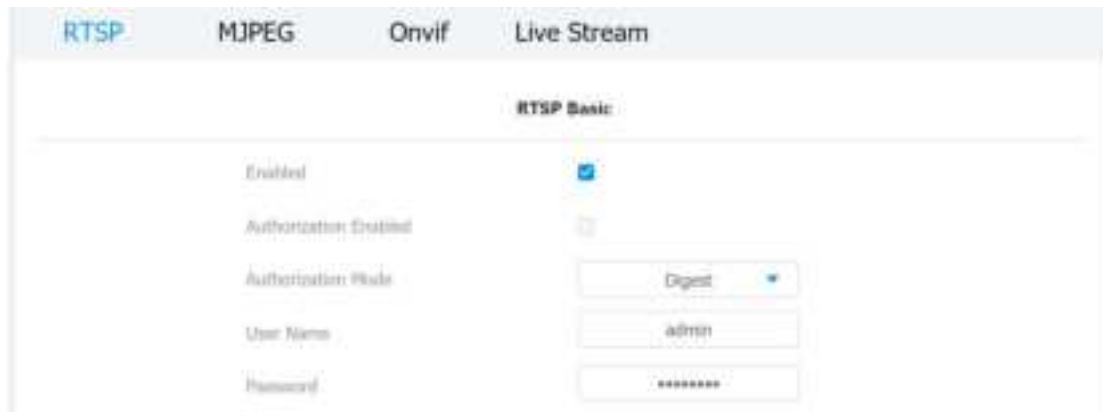 RTSP MJPEG Onvif Live Stream
RTSP Basic
Enabled
Authorization Enabled
Authorization Mode Digest
User Name admin
Password ********